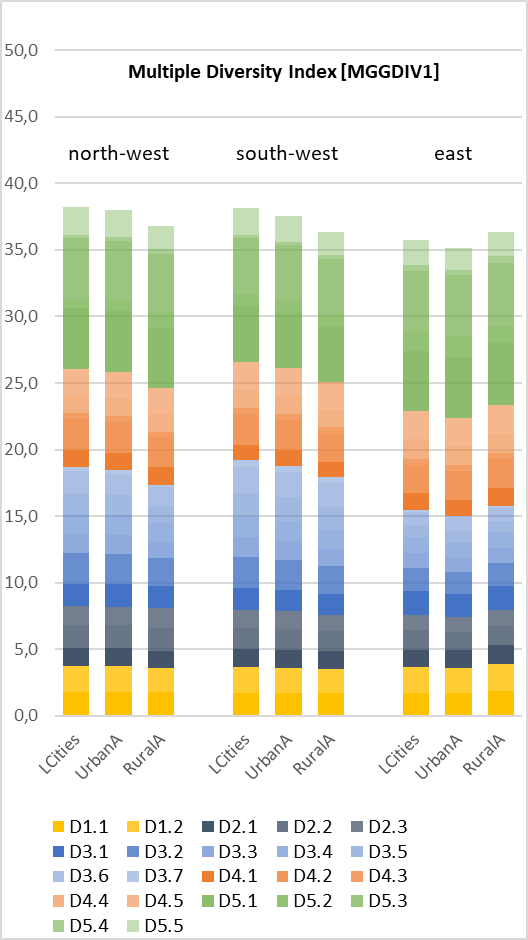 50,0
Multiple Diversity Index [MGGDIV1]
45,0
north-west south-west east
40,0
35,0
30,0
25,0
20,0
15,0
10,0
5,0
0,0
LCities UrbanA RuralA LCities UrbanA RuralA LCities UrbanA RuralA
D1.1 D1.2 D2.1 D2.2 D2.3
D3.1 D3.2 D3.3 D3.4 D3.5
D3.6 D3.7 D4.1 D4.2 D4.3
D4.4 D4.5 D5.1 D5.2 D5.3
D5.4 D5.5